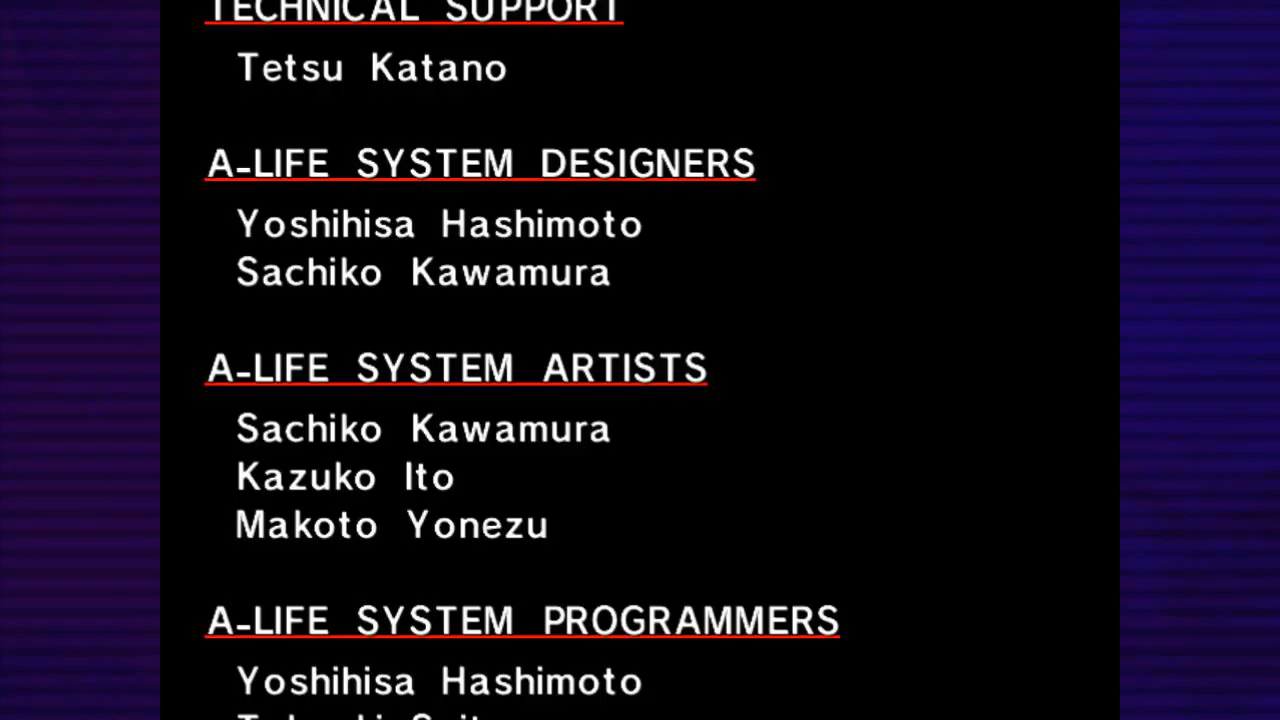 TECHNICAL SUPPORT
Tetsu Katano
A-LIFE SYSTEM DESIGNERS
Yoshihisa Hashimoto
Sachiko Kawamura
A-LIFE SYSTEM ARTISTS
Sachiko Kawamura
Kazuko Ito
Makoto Yonezu
A-LIFE SYSTEM PROGRAMMERS
Yoshihisa Hashimoto